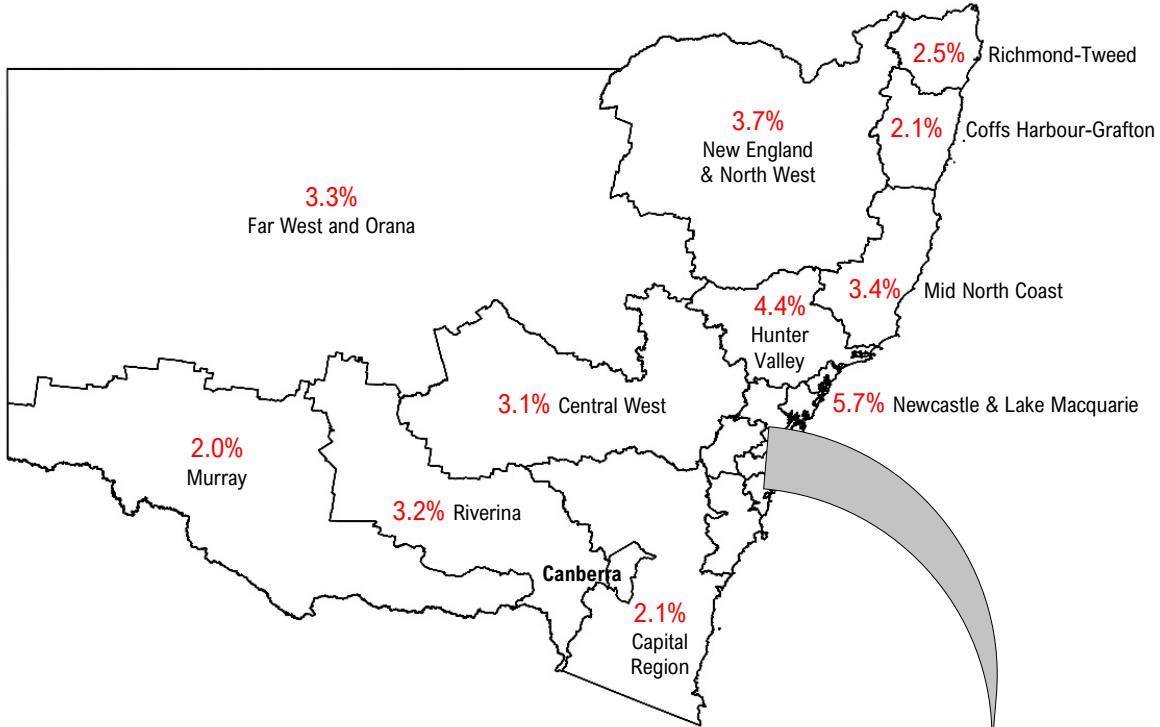 2.5% Richmond-Tweed
2.1% Coffs Harbour-Grafton
3.7%
New England
& North West
3.3%
Far West and Orana
3.4% Mid North Coast
4.4%
Hunter
Valley
5.7% Newcastle & Lake Macquarie
3.1% Central West
2.0%
Murray
3.2% Riverina
Canberra
2.1%
Capital
Region